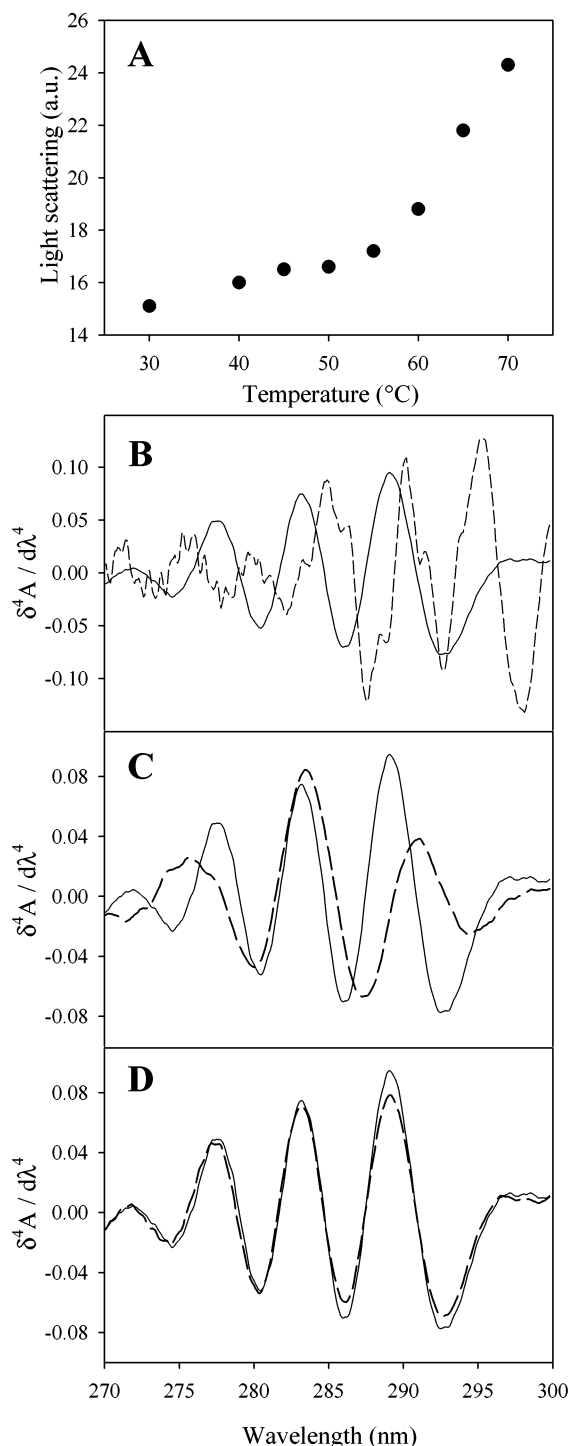 A
26
24
22
20
18
16
14
Light scattering (a.u.)
30 40 50 60 70
Temperature (°C)
B
0.10
0.05
0.00
-0.05
-0.10
δ⁴A / dλ⁴
C
0.08
0.04
0.00
-0.04
-0.08
δ⁴A / dλ⁴
D
0.08
0.04
0.00
-0.04
-0.08
δ⁴A / dλ⁴
270 275 280 285 290 295 300
Wavelength (nm)